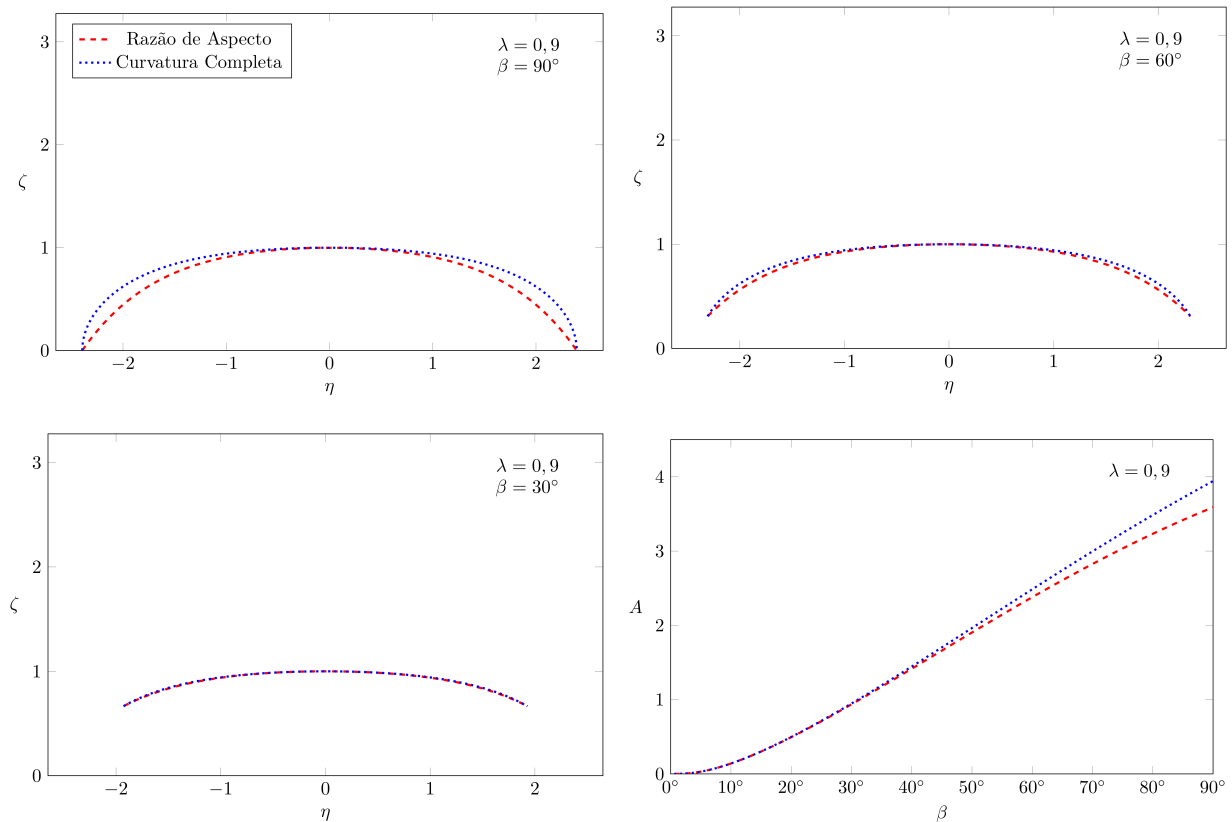 Razão de Aspecto
Curvatura Completa
λ = 0, 9
β = 90°
3
2
1
0
ζ
−2 −1 0 1 2
η
λ = 0, 9
β = 60°
3
2
1
0
ζ
−2 −1 0 1 2
η
λ = 0, 9
β = 30°
3
2
1
0
ζ
−2 −1 0 1 2
η
λ = 0, 9
4
3
2
1
0
A
0° 10° 20° 30° 40° 50° 60° 70° 80° 90°
β